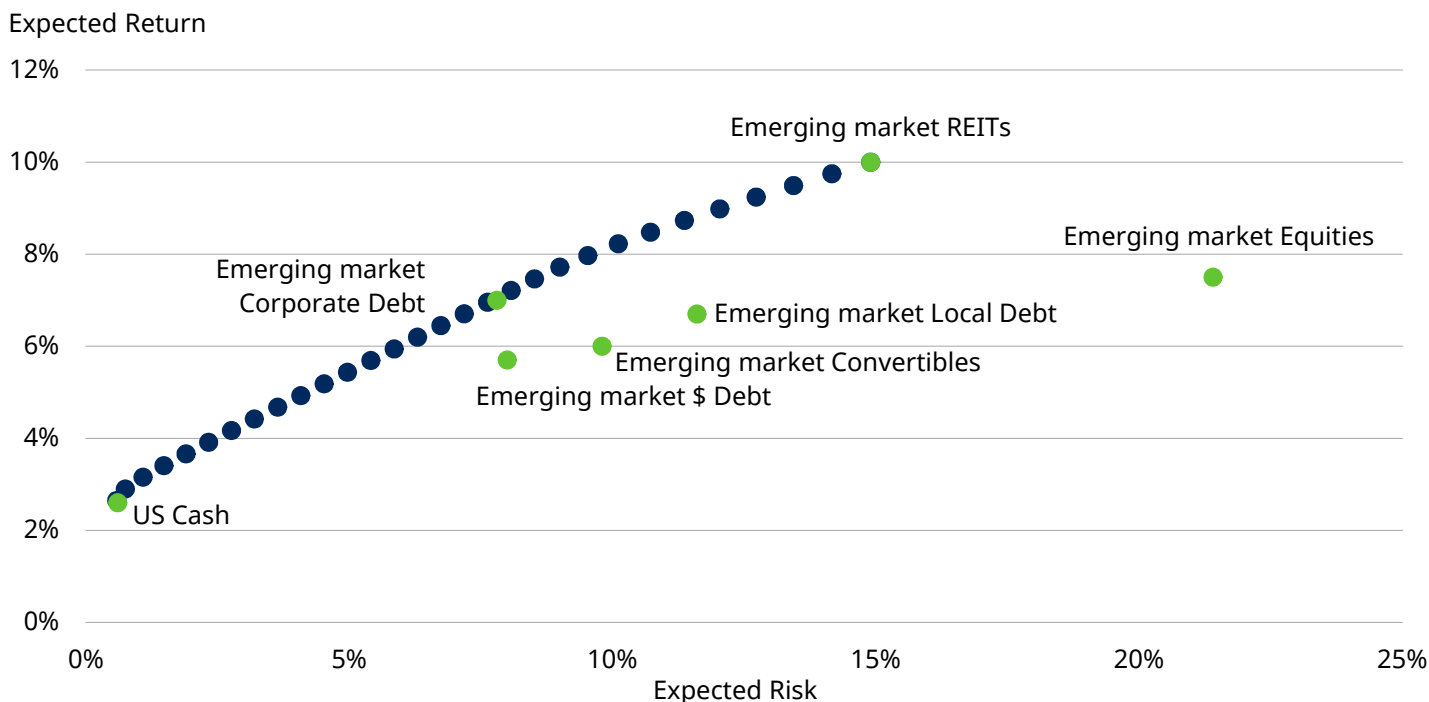 Expected Return
12%
Emerging market REITs
10%
Emerging market Equities
8%
Emerging market
Corporate Debt
Emerging market Local Debt
6%
Emerging market Convertibles
Emerging market $ Debt
4%
US Cash
2%
0%
0% 5% 10% 15% 20% 25%
Expected Risk